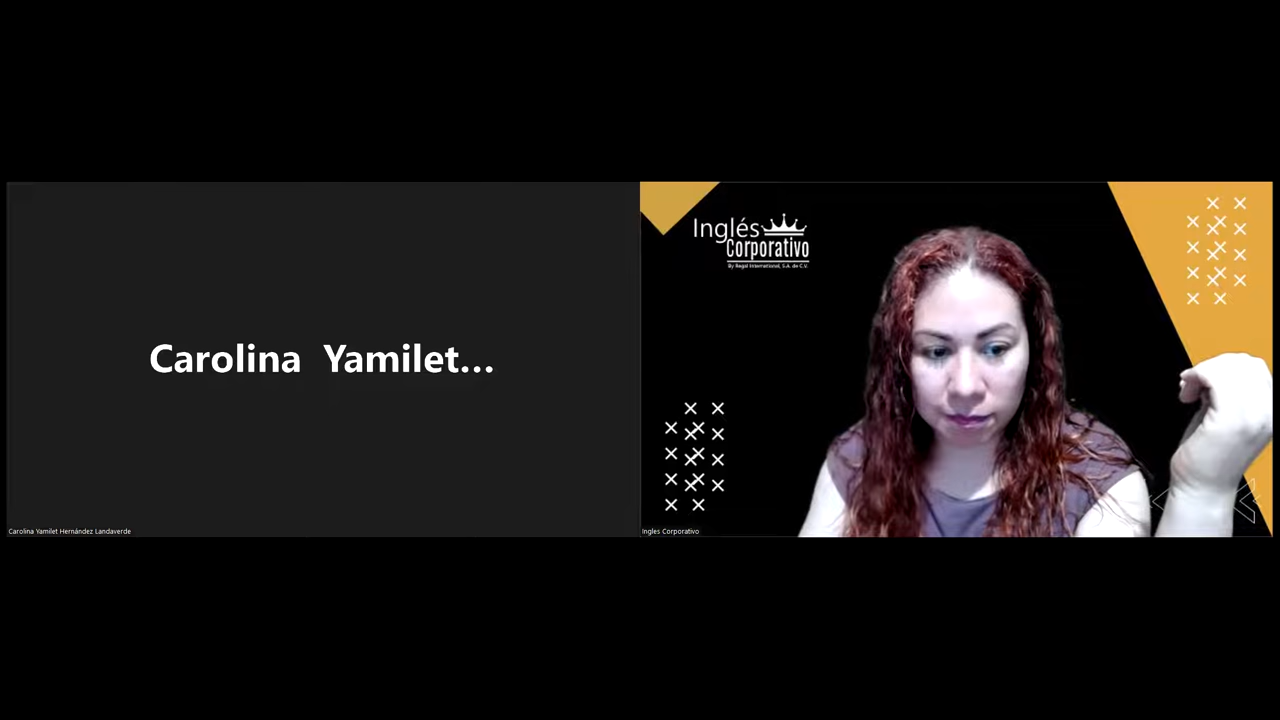 Carolina Yamilet...
Carolina Yamilet Hernández Landaverde
Inglés
Corporativo
By Regal International, S.A. de C.V.
Ingles Corporativo